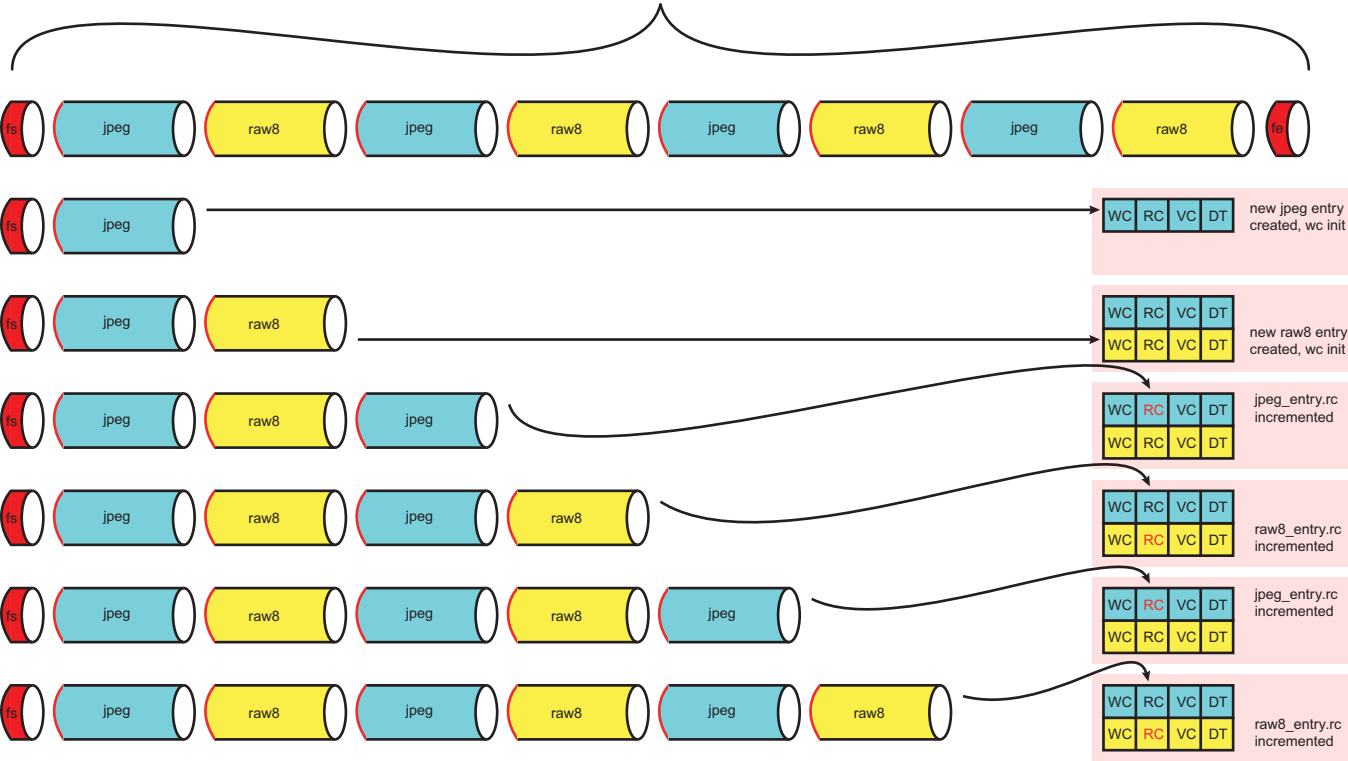 fs jpeg raw8 jpeg raw8 jpeg raw8 jpeg raw8 fe
fs jpeg WC RC VC DT new jpeg entry
created, wc init
fs jpeg raw8 WC RC VC DT
WC RC VC DT new raw8 entry
created, wc init
fs jpeg raw8 jpeg WC RC VC DT jpeg_entry.rc
incremented
WC RC VC DT
fs jpeg raw8 jpeg raw8 WC RC VC DT
WC RC VC DT raw8_entry.rc
incremented
fs jpeg raw8 jpeg raw8 jpeg WC RC VC DT jpeg_entry.rc
incremented
WC RC VC DT
fs jpeg raw8 jpeg raw8 jpeg raw8 WC RC VC DT
WC RC VC DT raw8_entry.rc
incremented